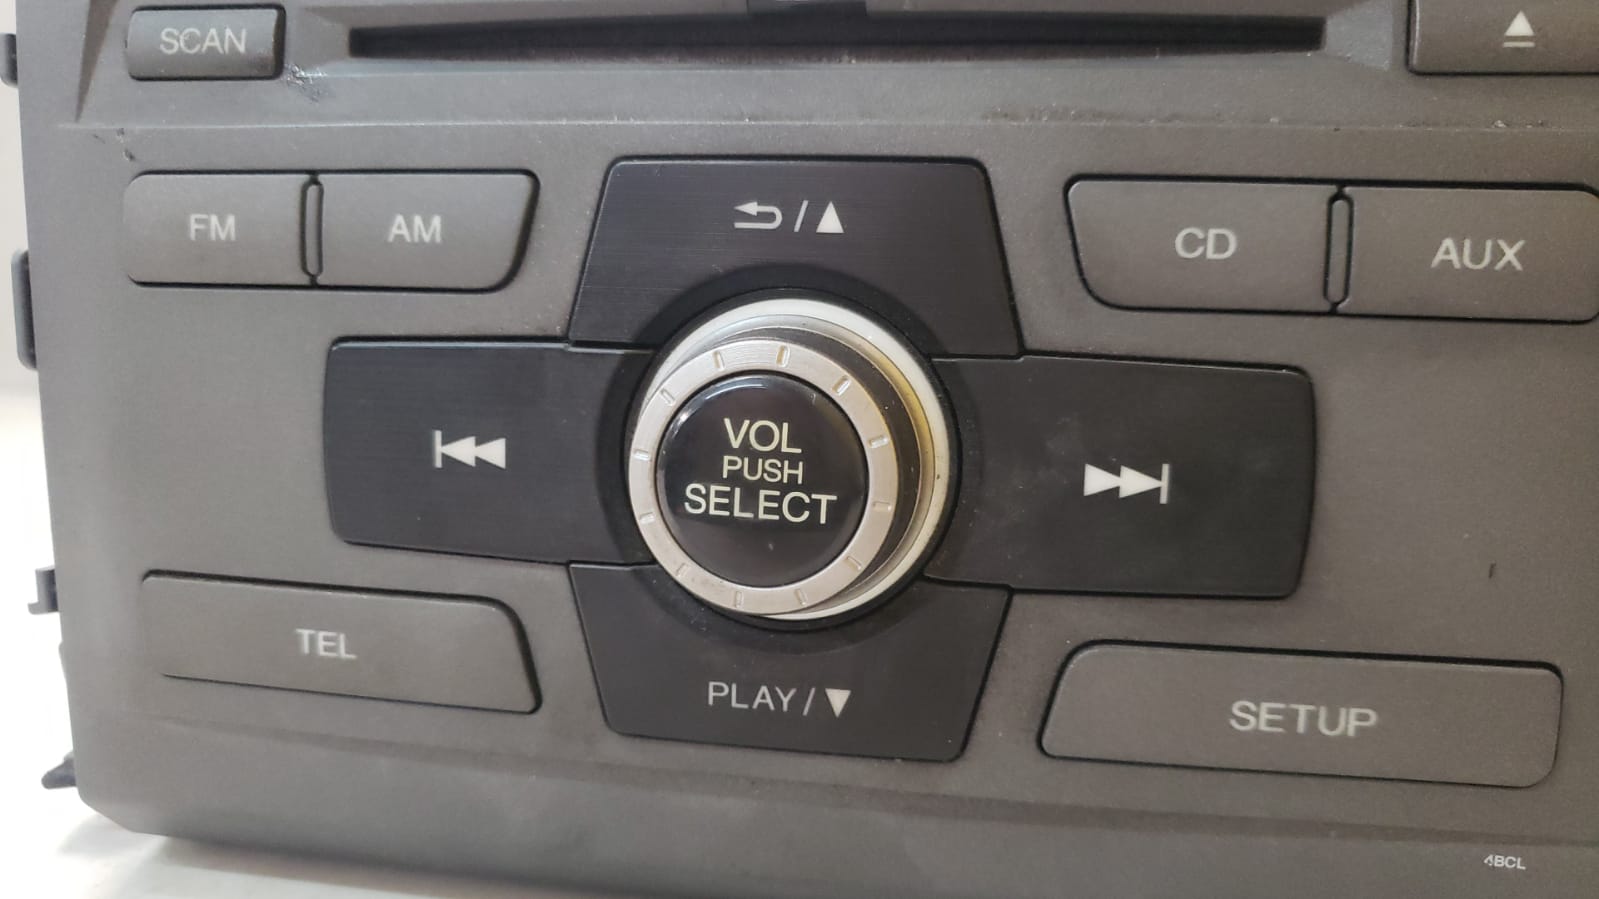 SCAN
FM
AM
/
CD
AUX
VOL
PUSH
SELECT
TEL
PLAY/
SETUP
4BCL